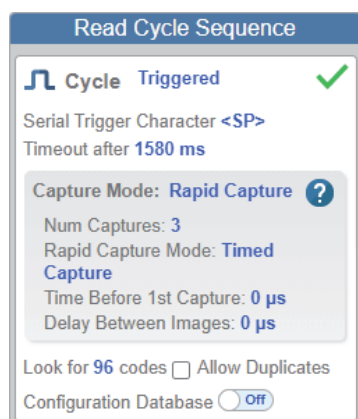 Read Cycle Sequence
Cycle Triggered
Serial Trigger Character <SP>
Timeout after 1580 ms
Capture Mode: Rapid Capture ?
Num Captures: 3
Rapid Capture Mode: Timed
Capture
Time Before 1st Capture: 0 µs
Delay Between Images: 0 µs
Look for 96 codes Allow Duplicates
Configuration Database Off